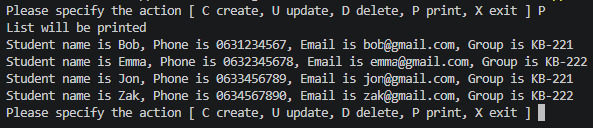 Please specify the action [ C create, U update, D delete, P print, X exit ] P
List will be printed
Student name is Bob, Phone is 0631234567, Email is bob@gmail.com, Group is KB-221
Student name is Emma, Phone is 0632345678, Email is emma@gmail.com, Group is KB-222
Student name is Jon, Phone is 0633456789, Email is jon@gmail.com, Group is KB-221
Student name is Zak, Phone is 0634567890, Email is zak@gmail.com, Group is KB-222
Please specify the action [ C create, U update, D delete, P print, X exit ]